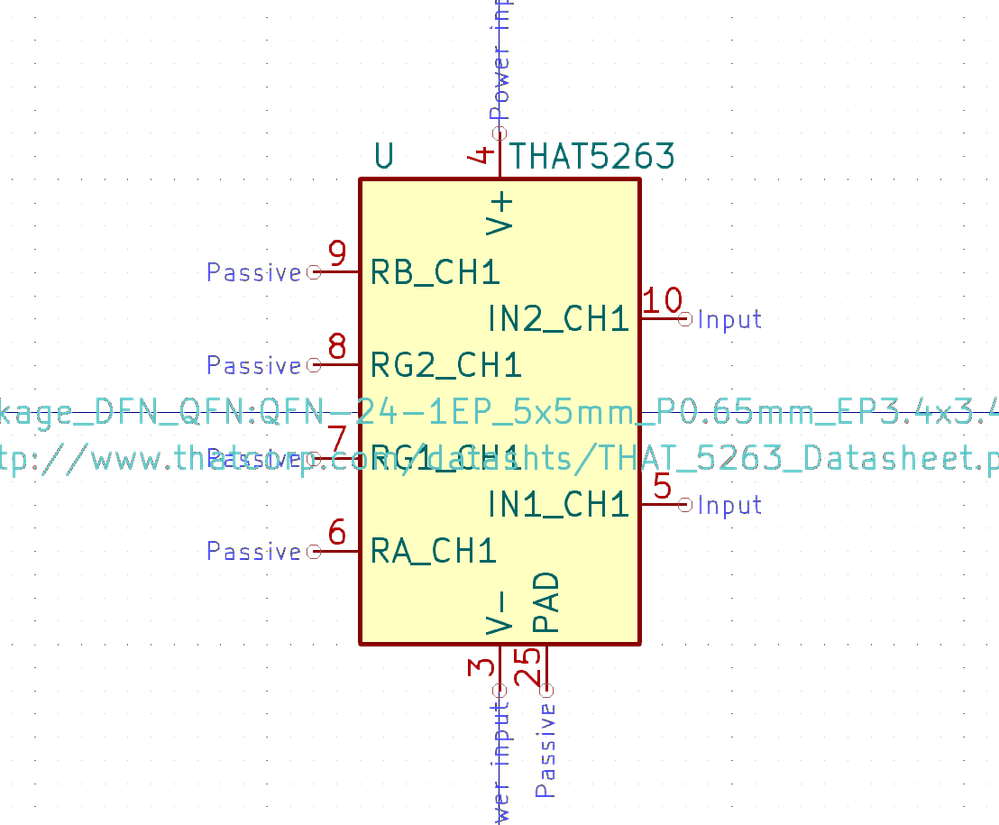 Power inp
4
U THAT5263
V+
9
Passive RB_CH1
10
IN2_CH1 Input
8
Passive RG2_CH1
kage_DFN_QFN:QFN-24-1EP_5x5mm_P0.65mm_EP3.4x3.4
7
Passive RG1_CH1
tp://www.thatcorp.com/datashts/THAT_5263_Datasheet.p
5
IN1_CH1 Input
6
Passive RA_CH1
V- PAD
3 25
wer input Passive